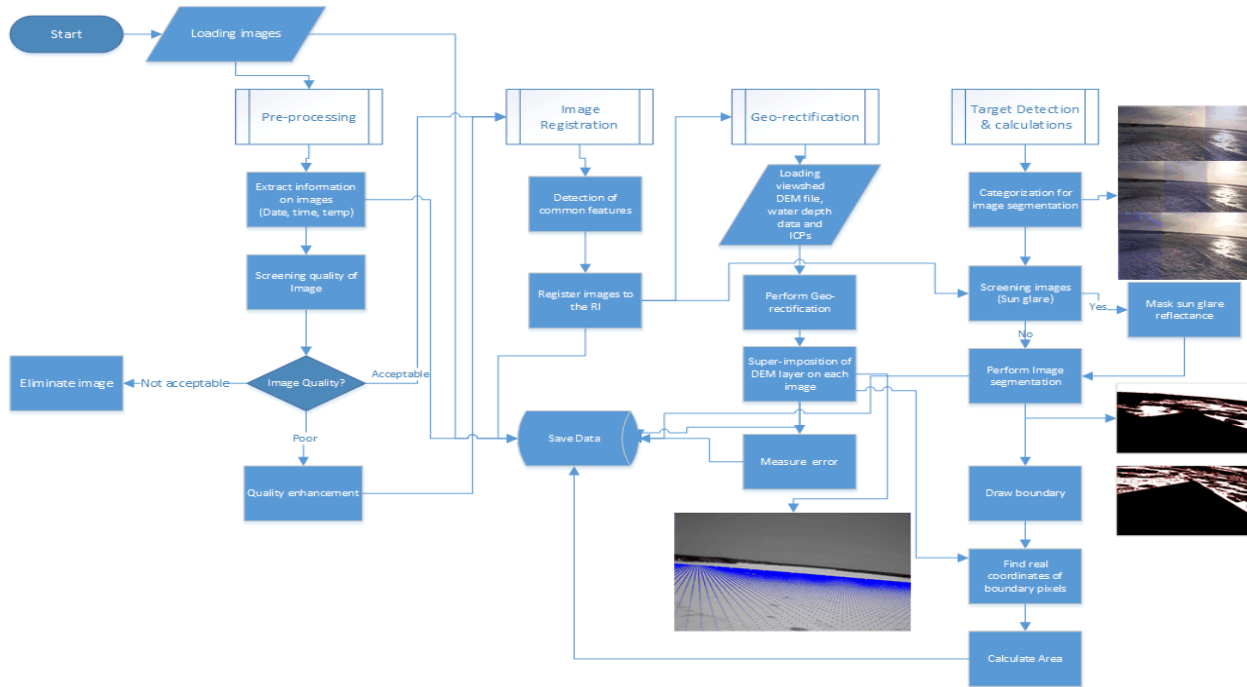 Start
Loading images
Pre-processing
Extract information
on images
(Date, time, temp)
Screening quality of
Image
Image Quality?
Not acceptable
Eliminate image
Acceptable
Poor
Quality enhancement
Image
Registration
Detection of
common features
Register images to
the RI
Save Data
Geo-rectification
Loading
viewshed
DEM file,
water depth
data and
ICPs
Perform Geo-
rectification
Super-imposition of
DEM layer on each
image
Measure error
Target Detection
& calculations
Categorization for
image segmentation
Screening images
(Sun glare)
Yes
Mask sun glare
reflectance
No
Perform Image
segmentation
Draw boundary
Find real
coordinates of
boundary pixels
Calculate Area